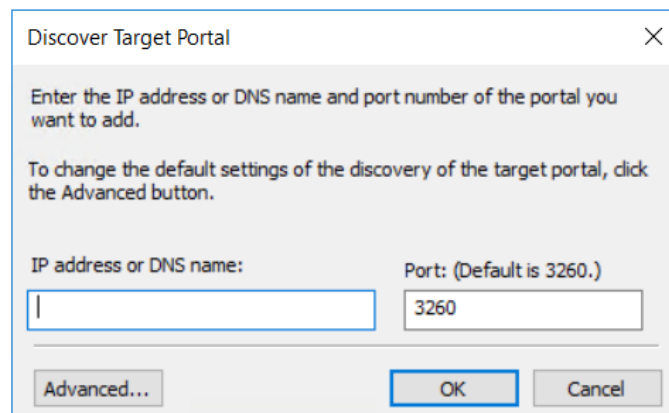 Discover Target Portal
Enter the IP address or DNS name and port number of the portal you
want to add.
To change the default settings of the discovery of the target portal, click
the Advanced button.
IP address or DNS name:
Port: (Default is 3260.)
3260
Advanced...
OK
Cancel